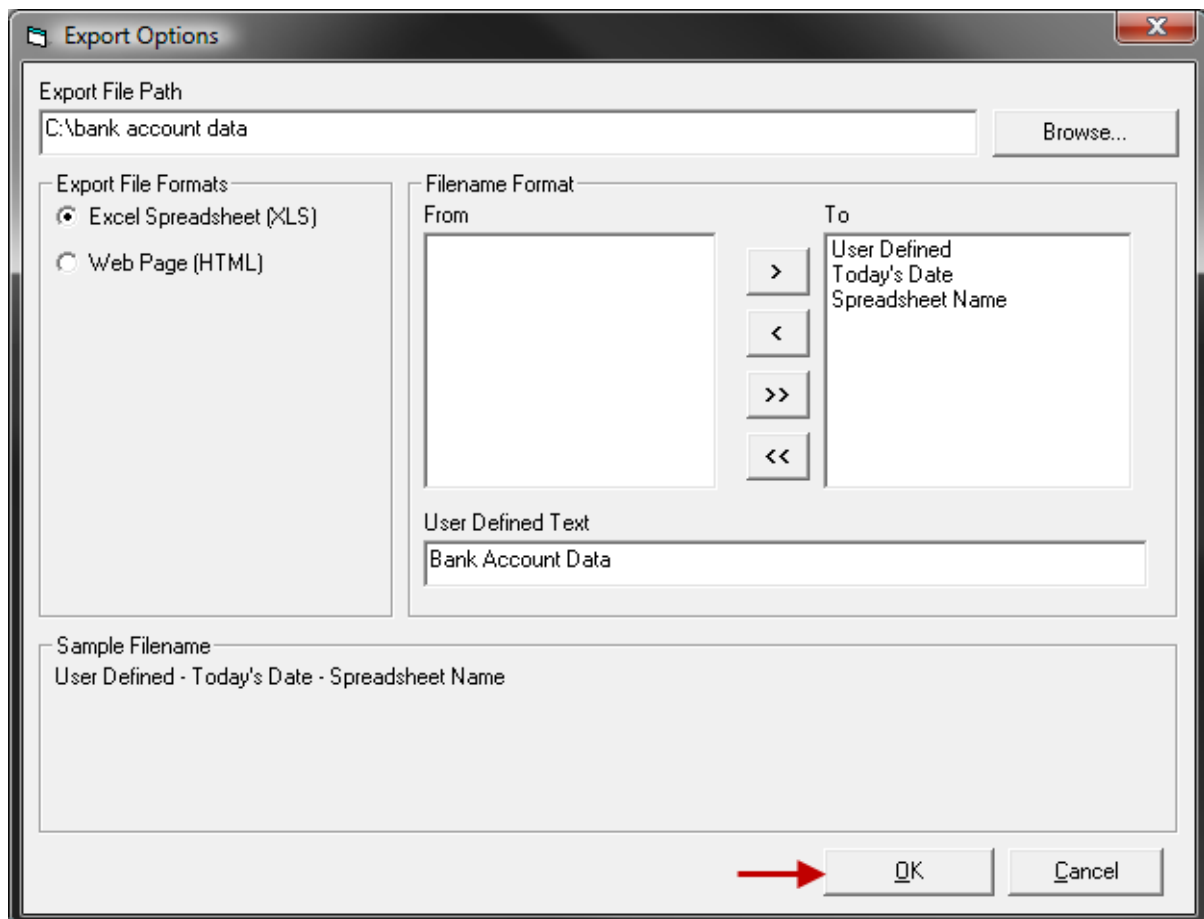 Export Options
Export File Path
C:\bank account data
Browse...
Export File Formats
Excel Spreadsheet (XLS)
Web Page (HTML)
Filename Format
From
To
User Defined
Today's Date
Spreadsheet Name
>
<
>>
<<
User Defined Text
Bank Account Data
Sample Filename
User Defined - Today's Date - Spreadsheet Name
OK
Cancel